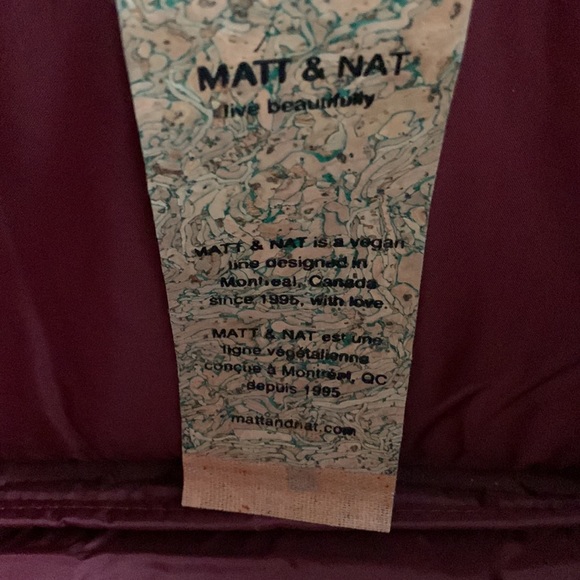 MATT & NAT
live beautifully
MATT & NAT is a vegan
line designed in
Montreal, Canada
since 1995, with love.
MATT & NAT est une
ligne végétalienne
conçue à Montréal, QC
depuis 1995
mattandnat.com